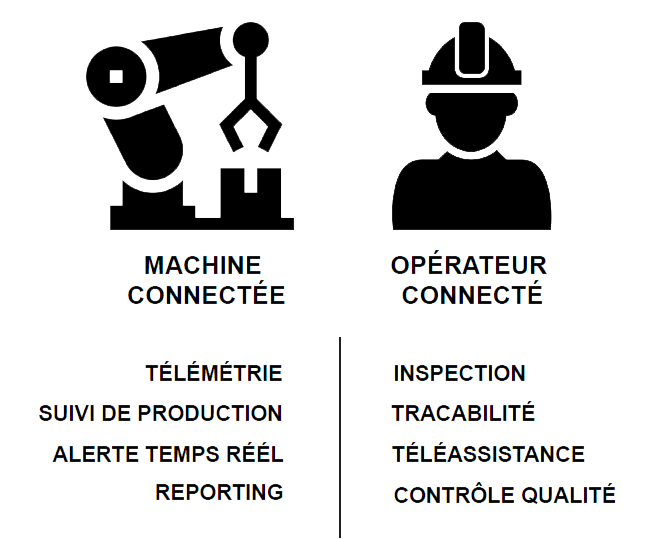 MACHINE
CONNECTÉE
OPÉRATEUR
CONNECTÉ
TÉLÉMÉTRIE
SUIVI DE PRODUCTION
ALERTE TEMPS RÉÉL
REPORTING
INSPECTION
TRACABILITÉ
TÉLÉASSISTANCE
CONTRÔLE QUALITÉ